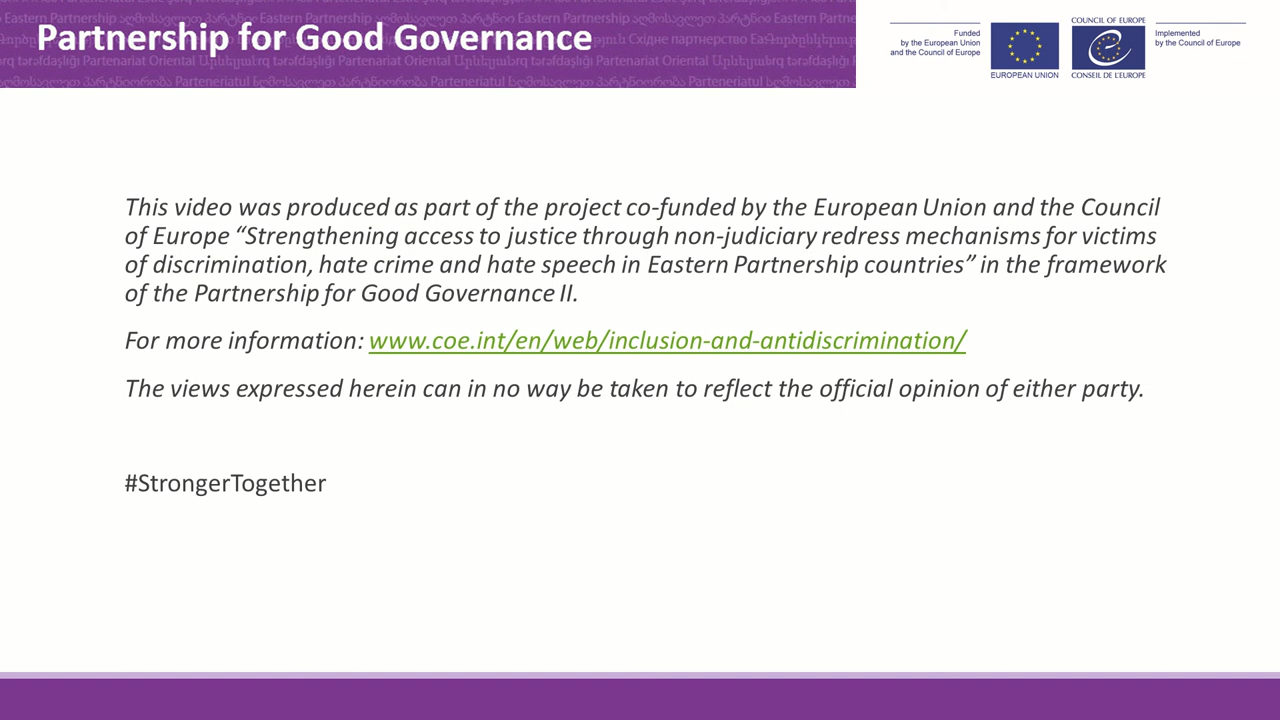 Partnership for Good Governance
Funded
by the European Union
and the Council of Europe
EUROPEAN UNION
COUNCIL OF EUROPE
CONSEIL DE L'EUROPE
Implemented
by the Council of Europe
This video was produced as part of the project co-funded by the European Union and the Council
of Europe “Strengthening access to justice through non-judiciary redress mechanisms for victims
of discrimination, hate crime and hate speech in Eastern Partnership countries” in the framework
of the Partnership for Good Governance II.
For more information: www.coe.int/en/web/inclusion-and-antidiscrimination/
The views expressed herein can in no way be taken to reflect the official opinion of either party.
#StrongerTogether